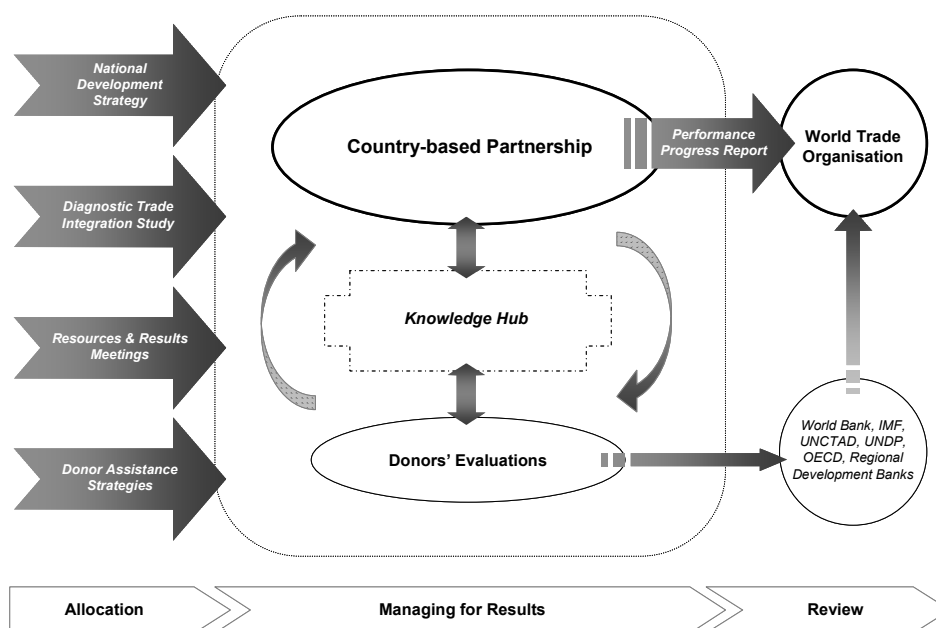 National
Development
Strategy
Diagnostic Trade
Integration Study
Resources & Results
Meetings
Donor Assistance
Strategies
Country-based Partnership
Knowledge Hub
Donors' Evaluations
Performance
Progress Report
World Trade
Organisation
World Bank, IMF,
UNCTAD, UNDP,
OECD, Regional
Development Banks
Allocation
Managing for Results
Review